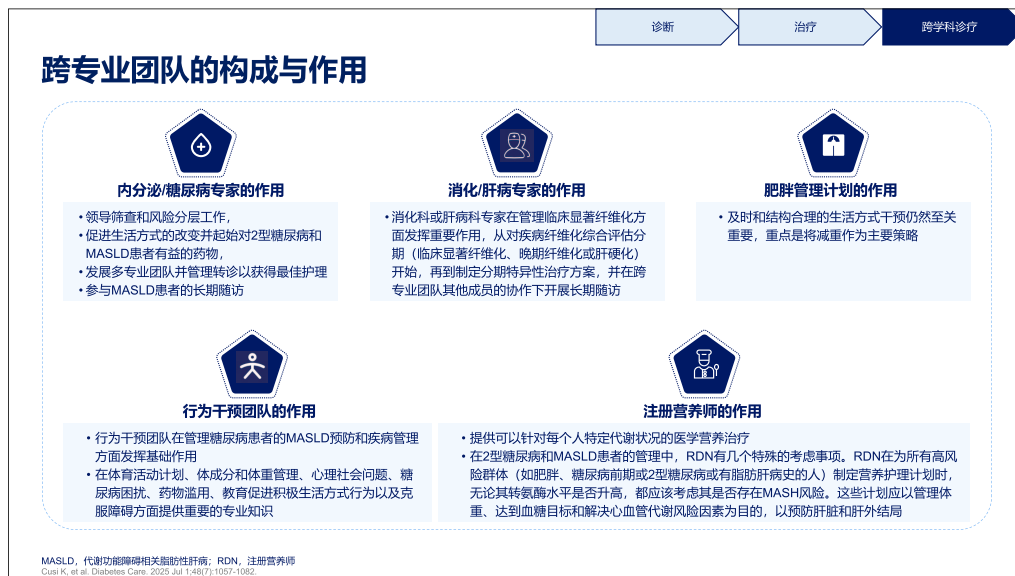 诊断
治疗
跨学科诊疗
跨专业团队的构成与作用
内分泌/糖尿病专家的作用
•领导筛查和风险分层工作，
•促进生活方式的改变并起始对2型糖尿病和
MASLD患者有益的药物，
•发展多专业团队并管理转诊以获得最佳护理
•参与MASLD患者的长期随访
消化/肝病专家的作用
•消化科或肝病科专家在管理临床显著纤维化方
面发挥重要作用，从对疾病纤维化综合评估分
期（临床显著纤维化、晚期纤维化或肝硬化）
开始，再到制定分期特异性治疗方案，并在跨
专业团队其他成员的协作下开展长期随访
肥胖管理计划的作用
• 及时和结构合理的生活方式干预仍然至关
重要，重点是将减重作为主要策略
行为干预团队的作用
• 行为干预团队在管理糖尿病患者的MASLD预防和疾病管理
方面发挥基础作用
• 在体育活动计划、体成分和体重管理、心理社会问题、糖
尿病困扰、药物滥用、教育促进积极生活方式行为以及克
服障碍方面提供重要的专业知识
注册营养师的作用
• 提供可以针对每个人特定代谢状况的医学营养治疗
• 在2型糖尿病和MASLD患者的管理中，RDN有几个特殊的考虑事项。RDN在为所有高风
险群体（如肥胖、糖尿病前期或2型糖尿病或有脂肪肝病史的人）制定营养护理计划时，
无论其转氨酶水平是否升高，都应该考虑其是否存在MASH风险。这些计划应以管理体
重、达到血糖目标和解决心血管代谢风险因素为目的，以预防肝脏和肝外结局
MASLD，代谢功能障碍相关脂肪性肝病；RDN，注册营养师
Cusi K, et al. Diabetes Care. 2025 Jul 1;48(7):1057-1082.